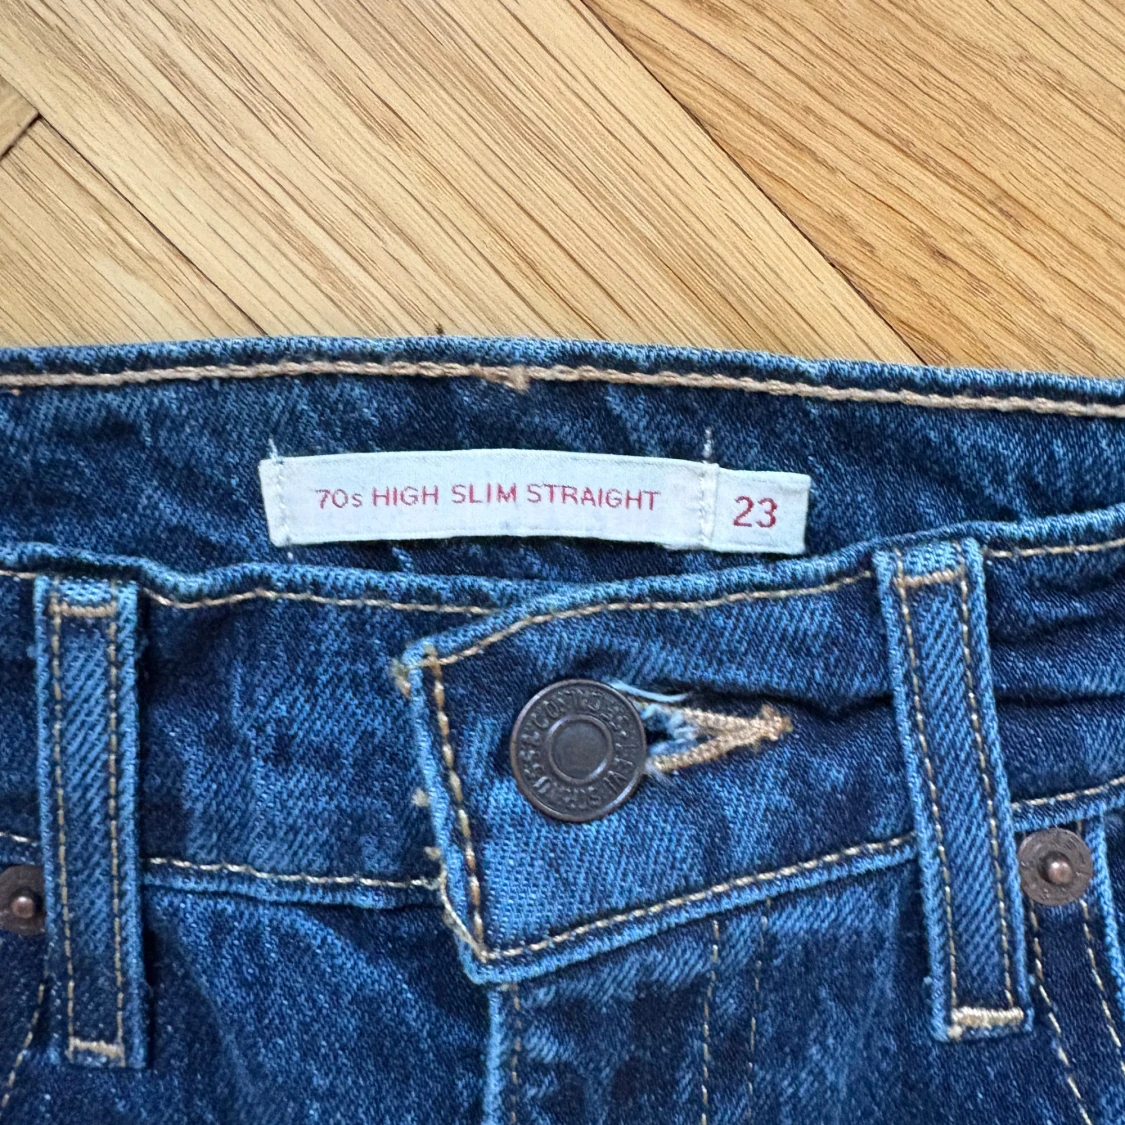 70s HIGH SLIM STRAIGHT
23